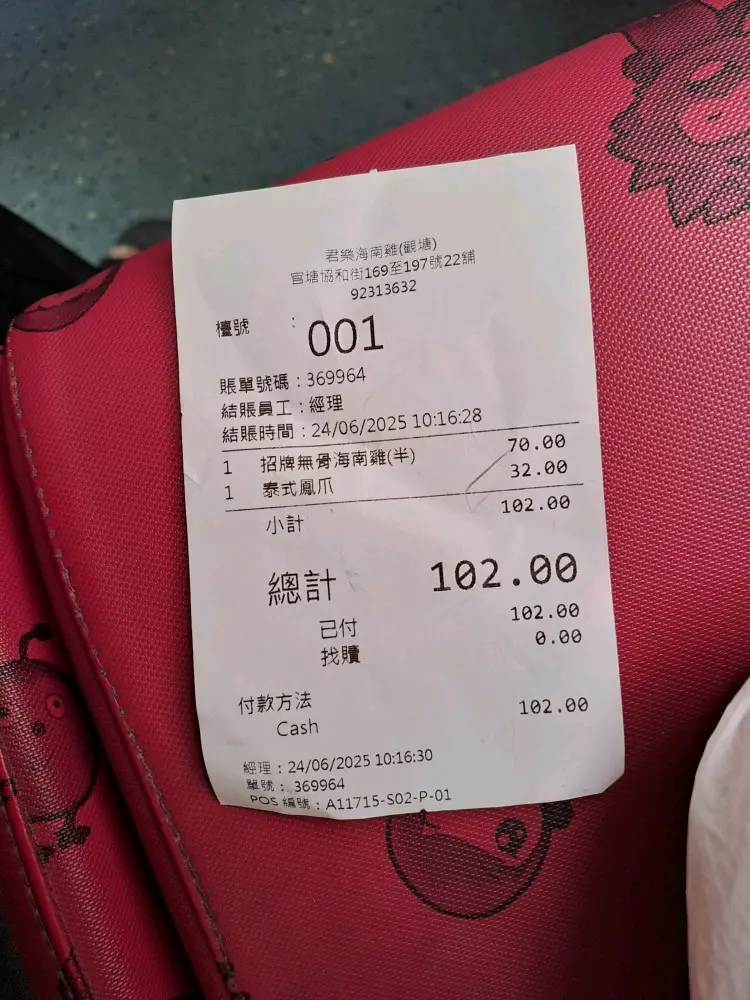 君樂海南雞(觀塘)
官塘協和街169至197號22舖
92313632
檯號 : 001
賬單號碼 : 369964
結賬員工 : 經理
結賬時間 : 24/06/2025 10:16:28
1 招牌無骨海南雞(半) 70.00
1 泰式鳳爪 32.00
小計 102.00
總計 102.00
已付 102.00
找贖 0.00
付款方法
Cash 102.00
經理 : 24/06/2025 10:16:30
單號 : 369964
POS 編號 : A11715-S02-P-01